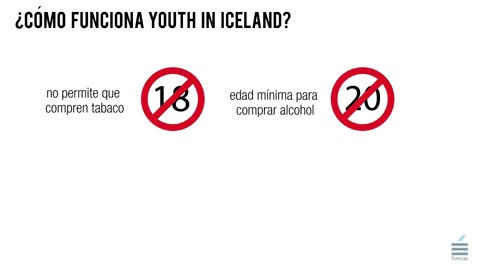 ¿CÓMO FUNCIONA YOUTH IN ICELAND?
no permite que
compren tabaco
18
edad mínima para
comprar alcohol
20
funcas